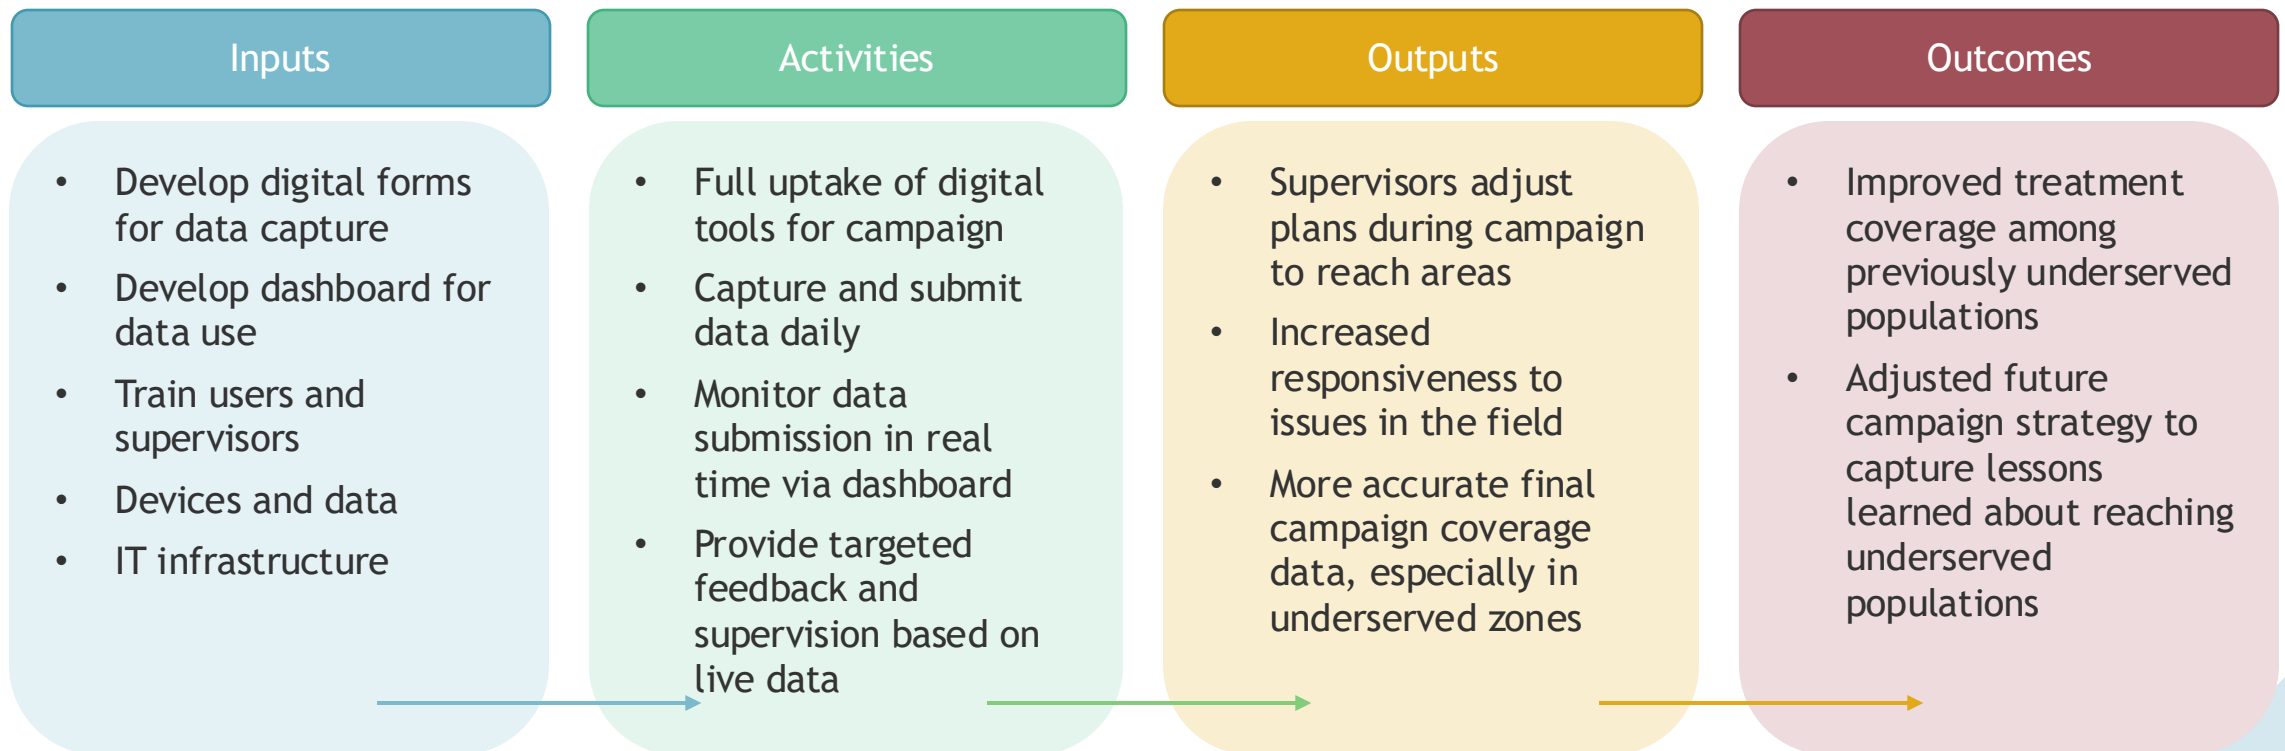 Inputs
• Develop digital forms
for data capture
• Develop dashboard for
data use
• Train users and
supervisors
• Devices and data
• IT infrastructure
Activities
• Full uptake of digital
tools for campaign
• Capture and submit
data daily
• Monitor data
submission in real
time via dashboard
• Provide targeted
feedback and
supervision based on
live data
Outputs
• Supervisors adjust
plans during campaign
to reach areas
• Increased
responsiveness to
issues in the field
• More accurate final
campaign coverage
data, especially in
underserved zones
Outcomes
• Improved treatment
coverage among
previously underserved
populations
• Adjusted future
campaign strategy to
capture lessons
learned about reaching
underserved
populations